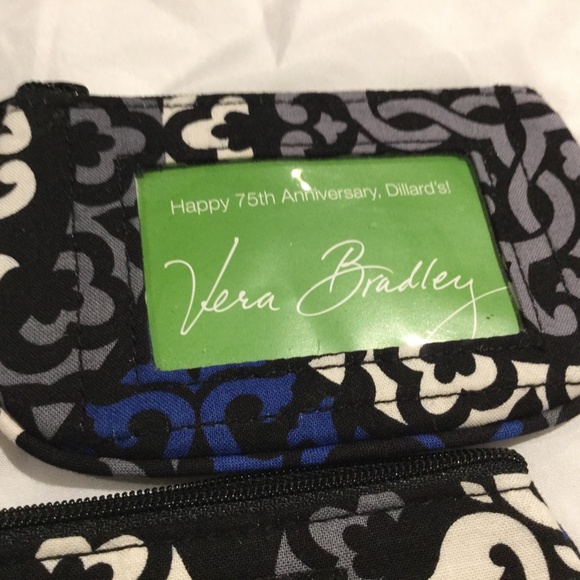 Happy 75th Anniversary, Dillard's!
Vera Bradley